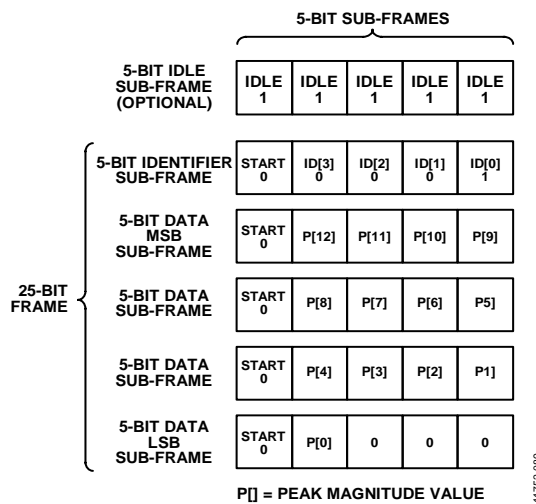 5-BIT SUB-FRAMES
5-BIT IDLE
SUB-FRAME
(OPTIONAL)
IDLE IDLE IDLE IDLE IDLE
1 1 1 1 1
25-BIT
FRAME
5-BIT IDENTIFIER
SUB-FRAME
START ID[3] ID[2] ID[1] ID[0]
0 0 0 0 1
5-BIT DATA
MSB
SUB-FRAME
START
0
P[12] P[11] P[10] P[9]
5-BIT DATA
SUB-FRAME
START
0
P[8] P[7] P[6] P5]
5-BIT DATA
SUB-FRAME
START
0
P[4] P[3] P[2] P1]
5-BIT DATA
LSB
SUB-FRAME
START
0
P[0] 0 0 0
P[] = PEAK MAGNITUDE VALUE